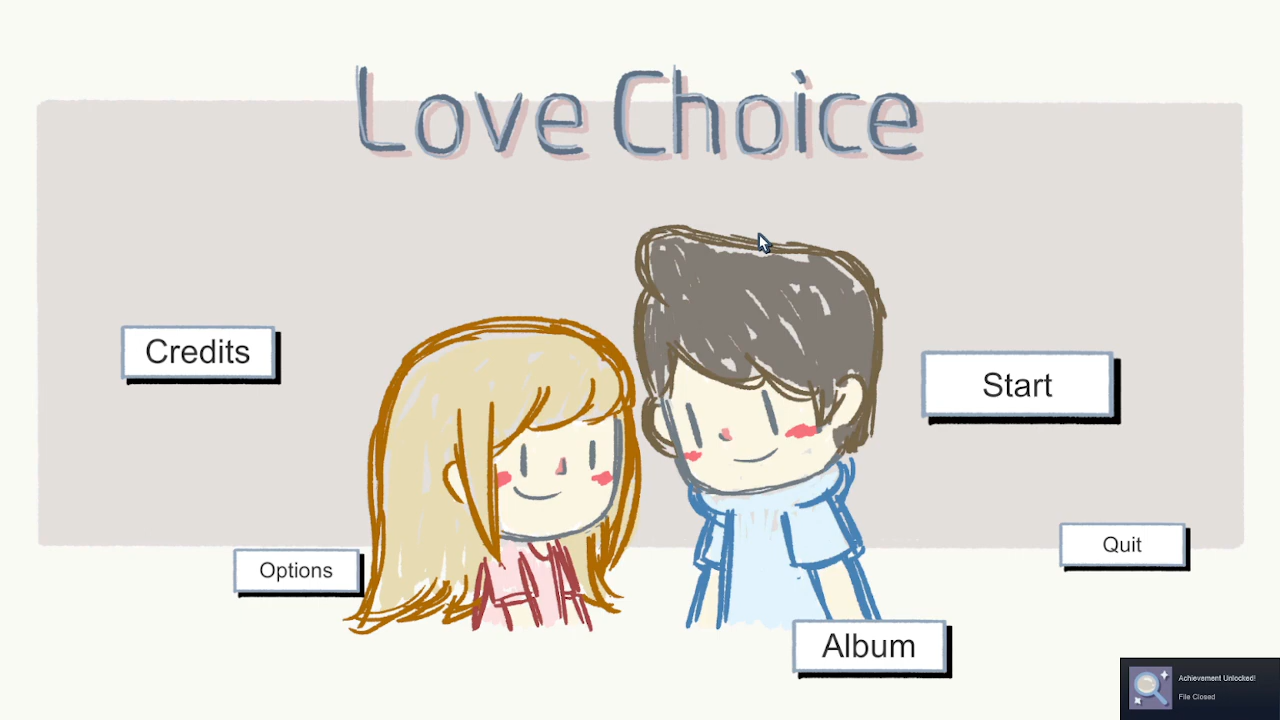 Love Choice
Credits
Start
Options
Quit
Album
Achievement Unlocked!
File Closed